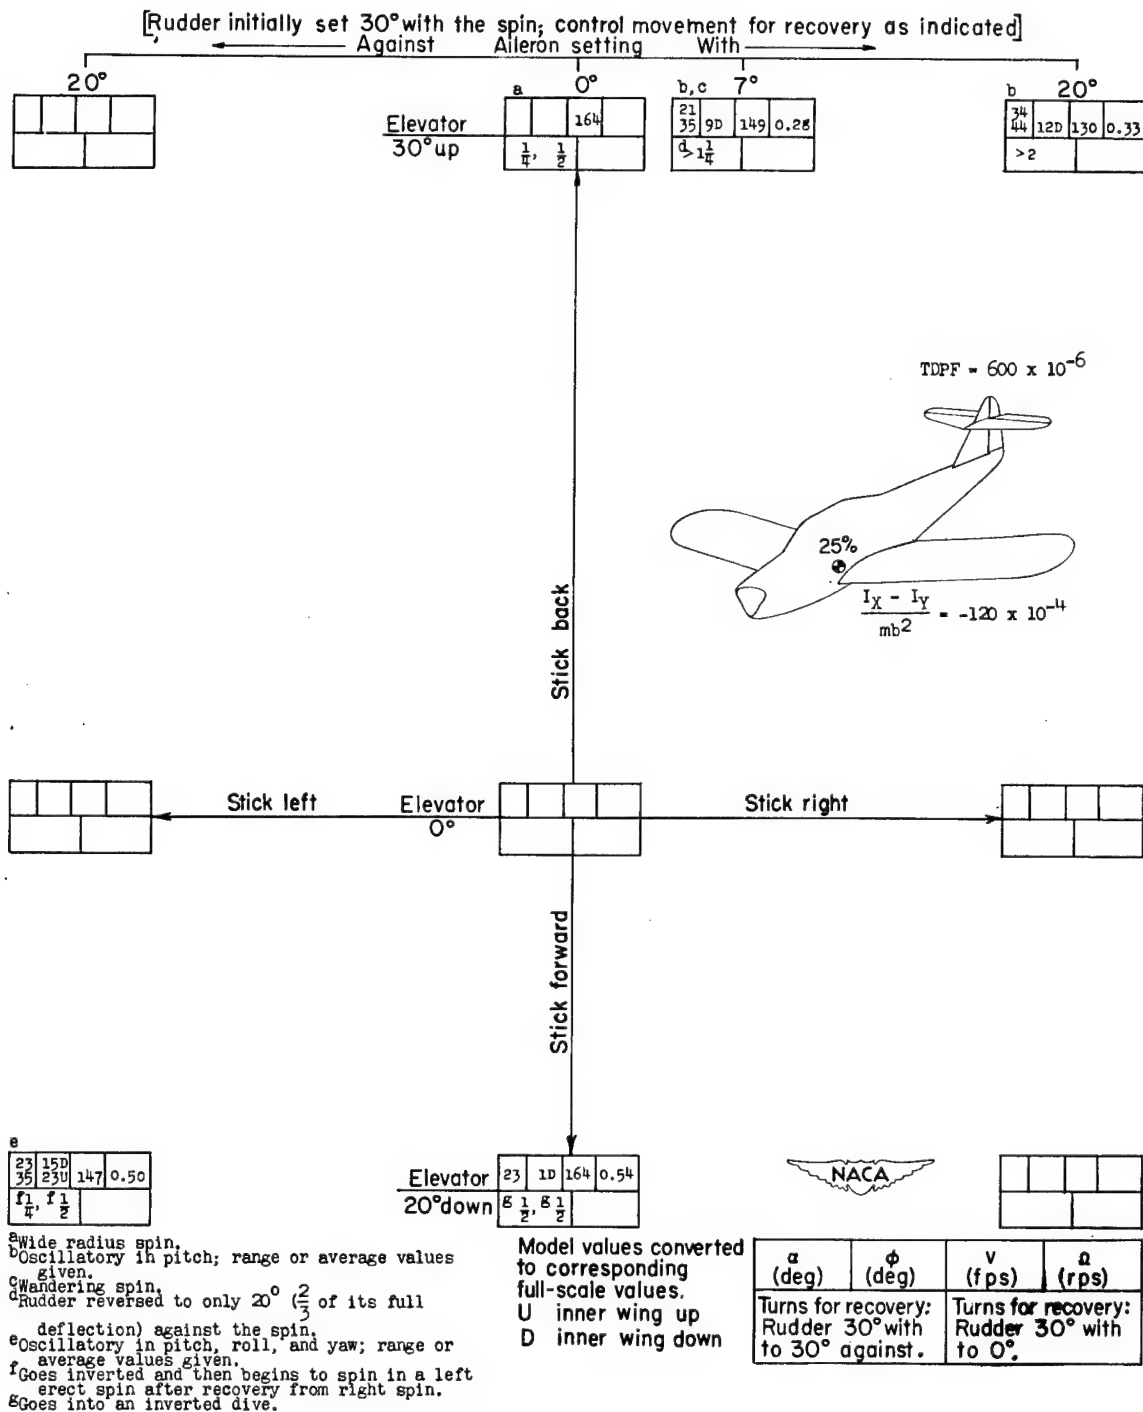 [Rudder initially set 30° with the spin; control movement for recovery as indicated]
Against Aileron setting With
20° 0° 7° 20°
a
b, c
b
Elevator
30° up
164
1/4, 1/2
21
35 9D 149 0.28
d>1 1/4
34
44 12D 130 0.33
>2
TDPF = 600 x 10^-6
25%
I_X - I_Y
mb^2
= -120 x 10^-4
Stick back
Stick left
Elevator
0°
Stick right
Stick forward
e
23 15D
35 23U 147 0.50
f 1/4, f 1/2
Elevator
20° down
23 1D 164 0.54
g 1/2, g 1/2
NACA
a Wide radius spin.
b Oscillatory in pitch; range or average values
given.
c Wandering spin.
d Rudder reversed to only 20° (2/3 of its full
deflection) against the spin.
e Oscillatory in pitch, roll, and yaw; range or
average values given.
f Goes inverted and then begins to spin in a left
erect spin after recovery from right spin.
g Goes into an inverted dive.
Model values converted
to corresponding
full-scale values.
U inner wing up
D inner wing down
α
(deg)
ϕ
(deg)
V
(fps)
Ω
(rps)
Turns for recovery:
Rudder 30° with
to 30° against.
Turns for recovery:
Rudder 30° with
to 0°.